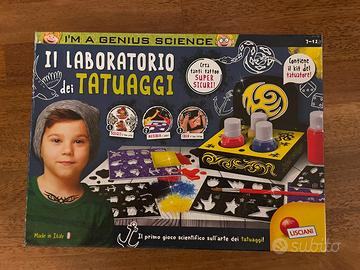 I'M A GENIUS SCIENCE
7-12
Il LABORATORIO
dei TATUAGGI
Crea
tanti tattoo
SUPER
SICURI!
Contiene
il kit del
tatuatore!
LISCIANI
Made in Italy
Il primo gioco scientifico sull'arte dei tatuaggi!
subito